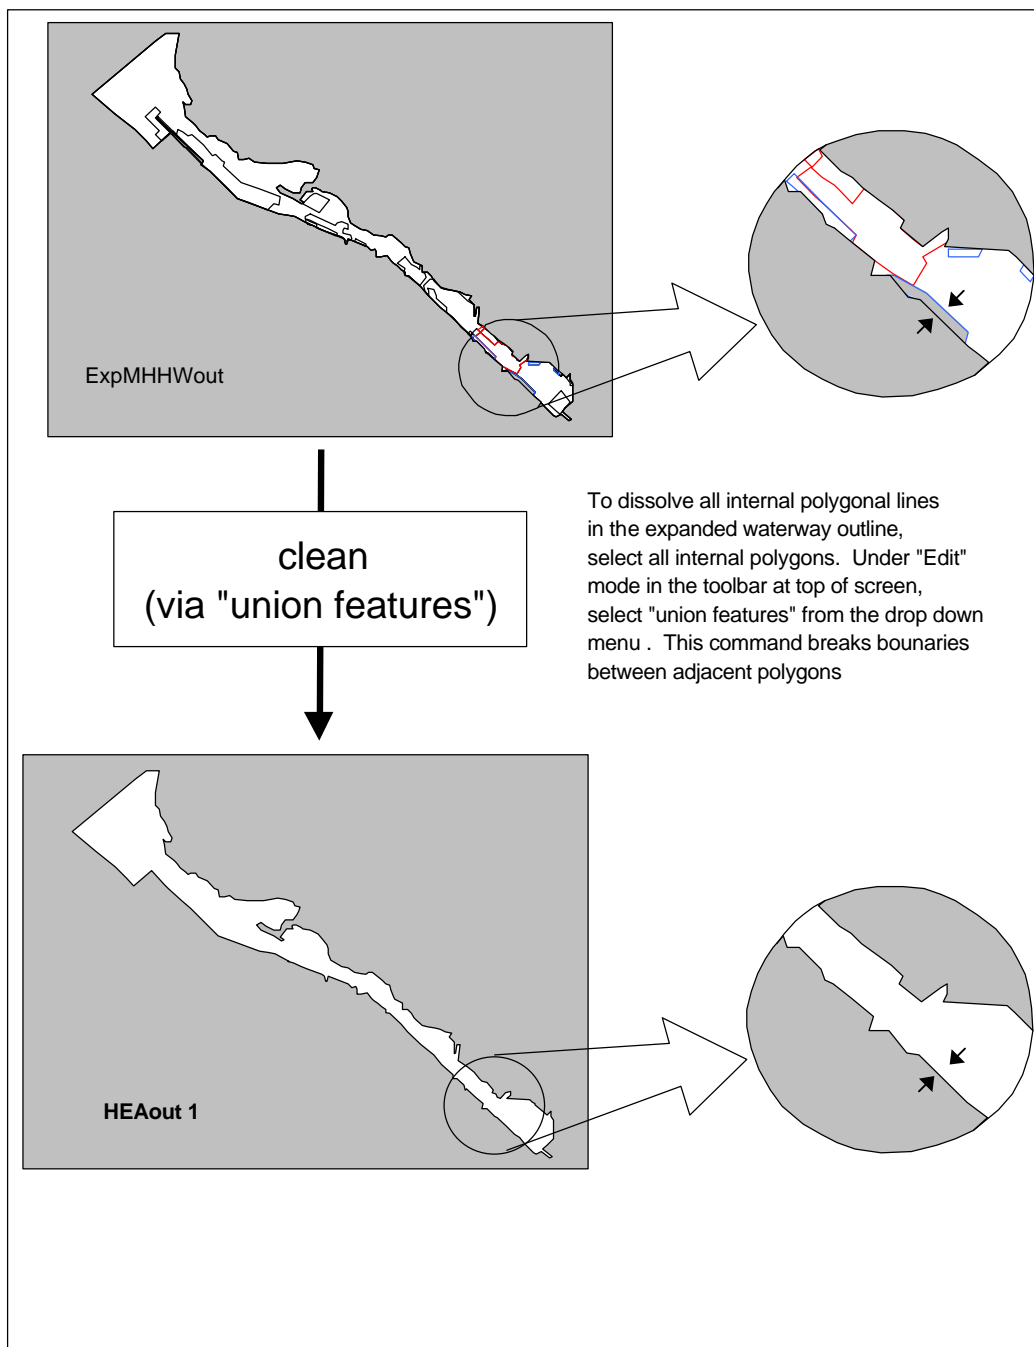 ExpMHHWout
clean
(via "union features")
To dissolve all internal polygonal lines
in the expanded waterway outline,
select all internal polygons. Under "Edit"
mode in the toolbar at top of screen,
select "union features" from the drop down
menu . This command breaks bounaries
between adjacent polygons
HEAout 1